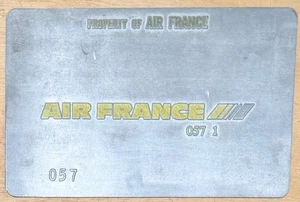 PROPERTY OF AIR FRANCE
AIR FRANCE
057 1
057